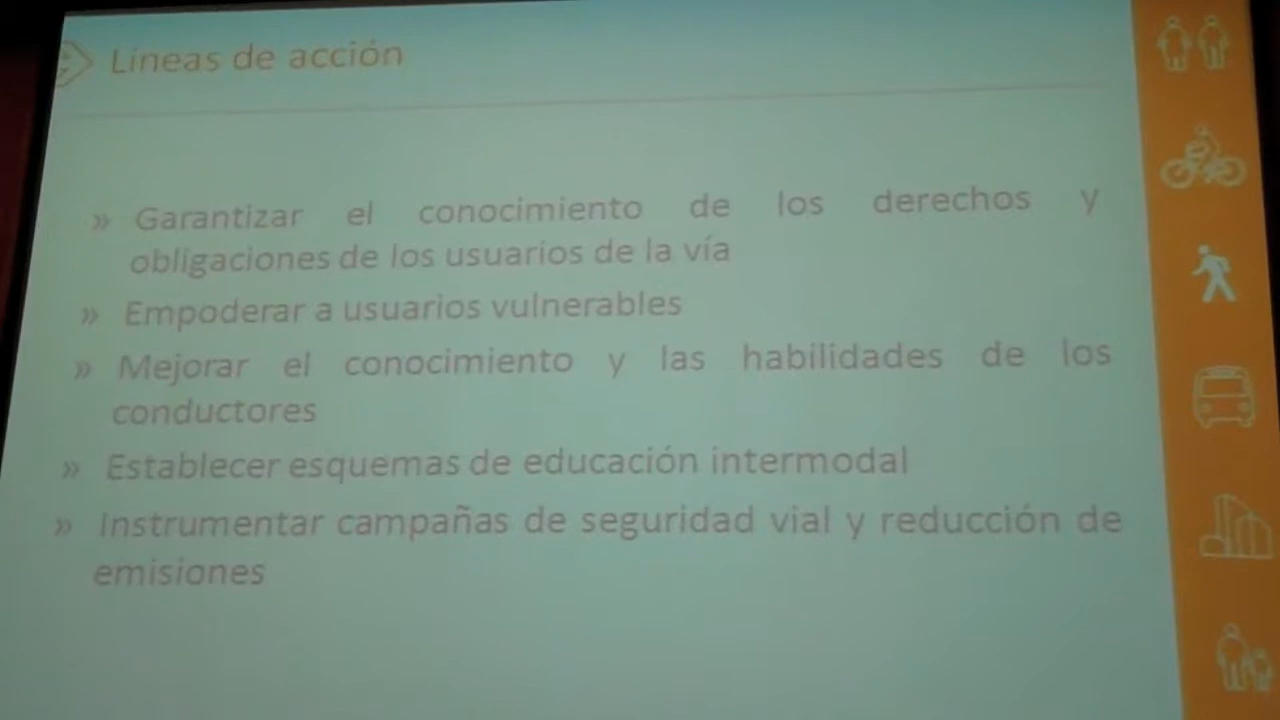 Líneas de acción
» Garantizar el conocimiento de los derechos y
obligaciones de los usuarios de la vía
» Empoderar a usuarios vulnerables
» Mejorar el conocimiento y las habilidades de los
conductores
» Establecer esquemas de educación intermodal
» Instrumentar campañas de seguridad vial y reducción de
emisiones